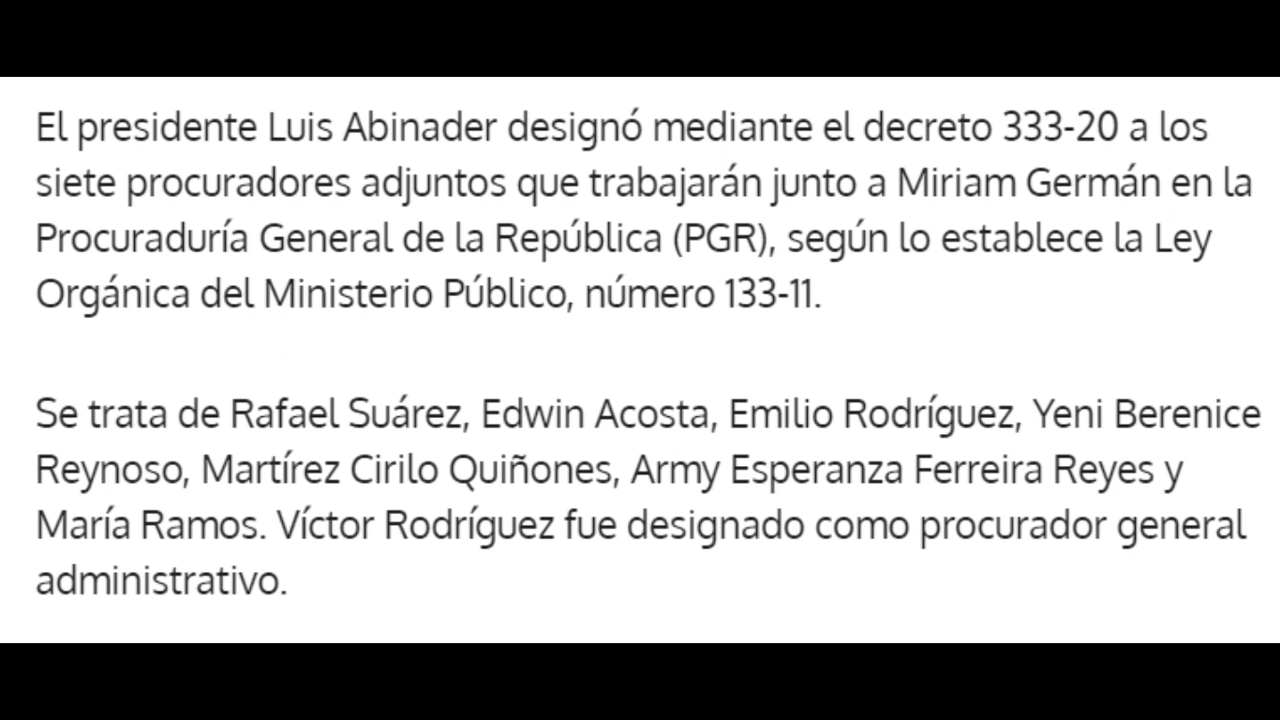 El presidente Luis Abinader designó mediante el decreto 333-20 a los
siete procuradores adjuntos que trabajarán junto a Miriam Germán en la
Procuraduría General de la República (PGR), según lo establece la Ley
Orgánica del Ministerio Público, número 133-11.
Se trata de Rafael Suárez, Edwin Acosta, Emilio Rodríguez, Yeni Berenice
Reynoso, Martírez Cirilo Quiñones, Army Esperanza Ferreira Reyes y
María Ramos. Víctor Rodríguez fue designado como procurador general
administrativo.